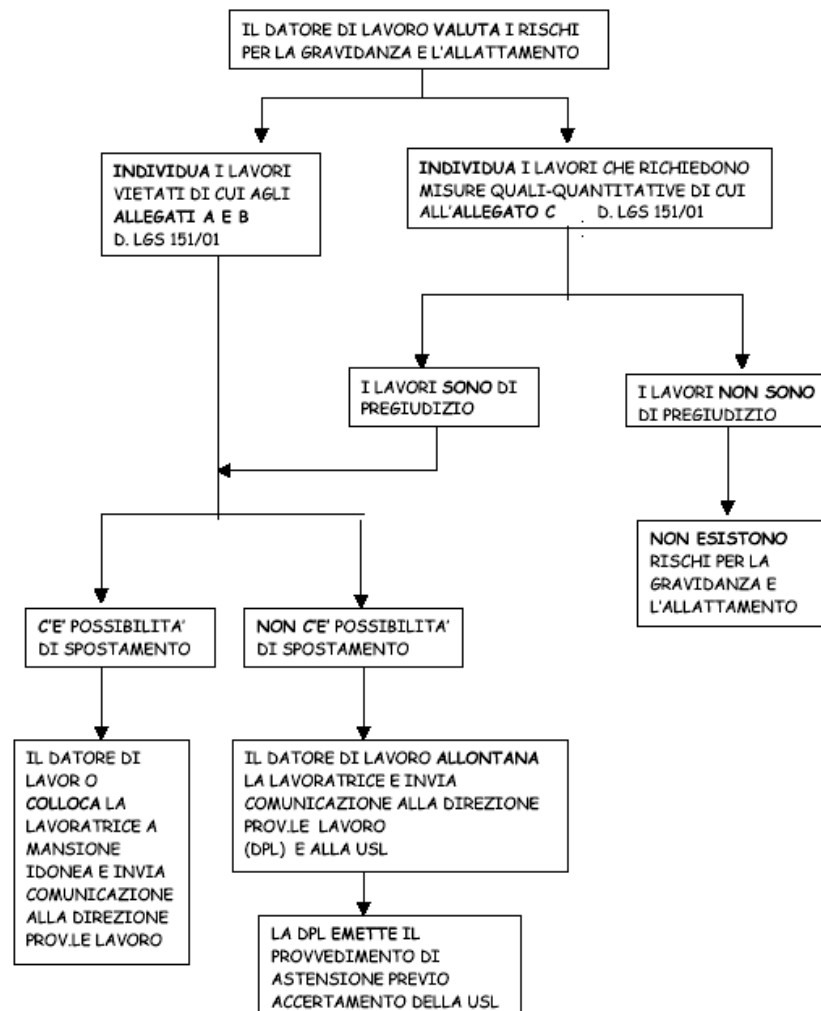 IL DATORE DI LAVORO VALUTA I RISCHI
PER LA GRAVIDANZA E L'ALLATTAMENTO
INDIVIDUA I LAVORI
VIETATI DI CUI AGLI
ALLEGATI A E B
D. LGS 151/01
INDIVIDUA I LAVORI CHE RICHIEDONO
MISURE QUALI-QUANTITATIVE DI CUI
ALL'ALLEGATO C D. LGS 151/01
I LAVORI SONO DI
PREGIUDIZIO
I LAVORI NON SONO
DI PREGIUDIZIO
NON ESISTONO
RISCHI PER LA
GRAVIDANZA E
L'ALLATTAMENTO
C'E' POSSIBILITA'
DI SPOSTAMENTO
NON C'E' POSSIBILITA'
DI SPOSTAMENTO
IL DATORE DI
LAVOR O
COLLOCA LA
LAVORATRICE A
MANSIONE
IDONEA E INVIA
COMUNICAZIONE
ALLA DIREZIONE
PROV.LE LAVORO
IL DATORE DI LAVORO ALLONTANA
LA LAVORATRICE E INVIA
COMUNICAZIONE ALLA DIREZIONE
PROV.LE LAVORO
(DPL) E ALLA USL
LA DPL EMETTE IL
PROVVEDIMENTO DI
ASTENSIONE PREVIO
ACCERTAMENTO DELLA USL